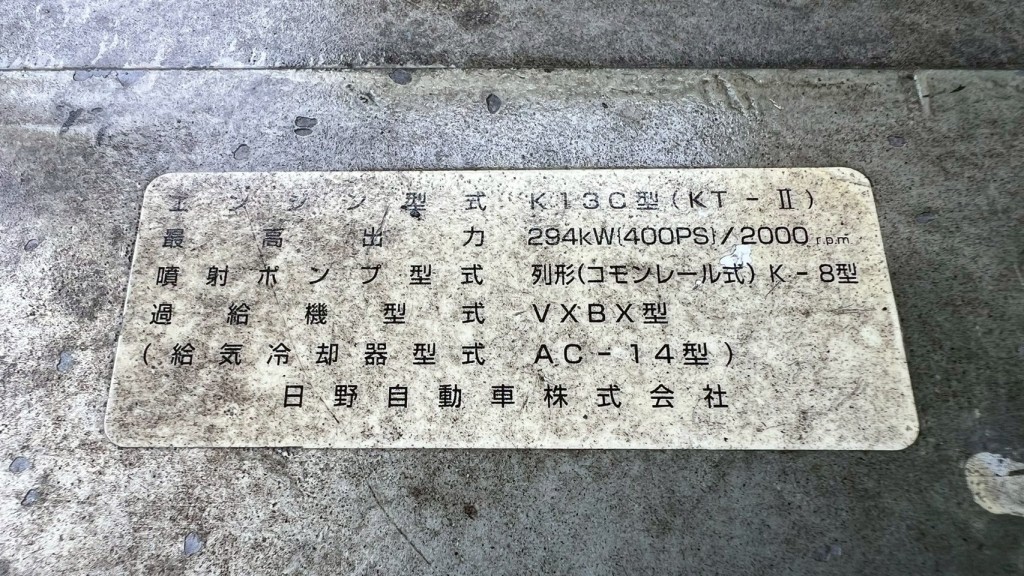 エンジン型式 K13C型(KT-Ⅱ)
最高出力 294kW{400PS}/2000r.p.m
噴射ポンプ型式 列形(コモンレール式)K-8型
過給機型式 VXBX型
(給気冷却器型式 AC-14型)
日野自動車株式会社